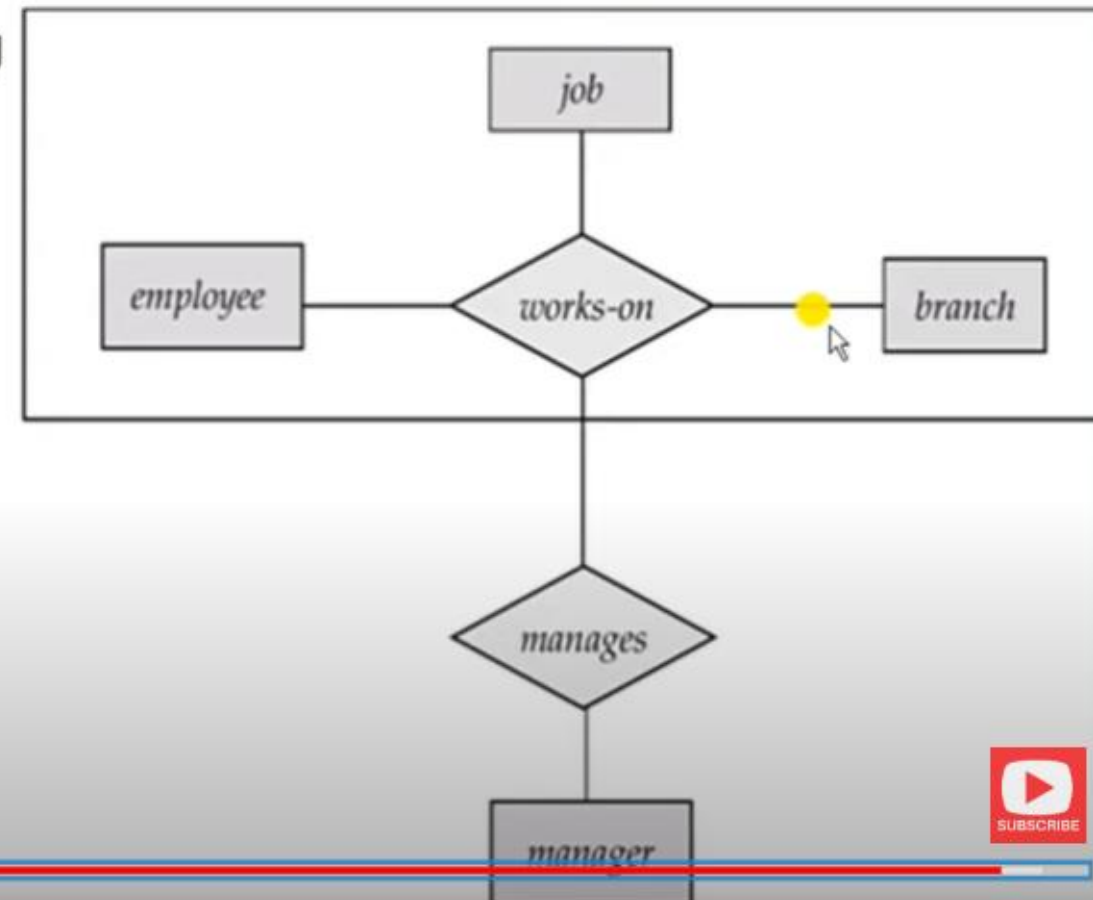 job
employee
works-on
branch
manages
SUBSCRIBE
manager